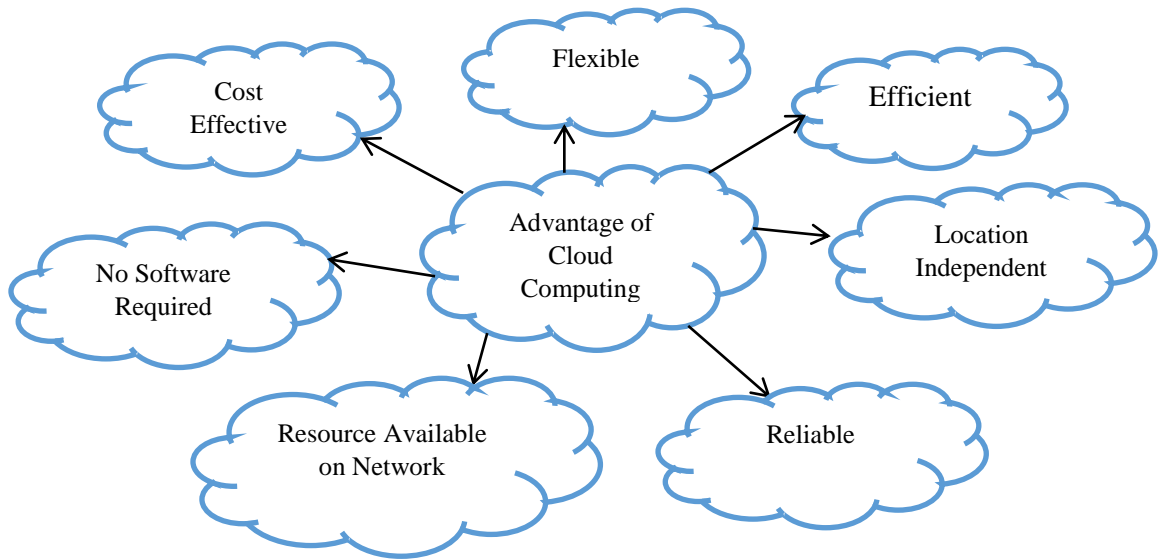 Flexible
Cost
Effective
Efficient
Advantage of
Cloud
Computing
Location
Independent
No Software
Required
Resource Available
on Network
Reliable